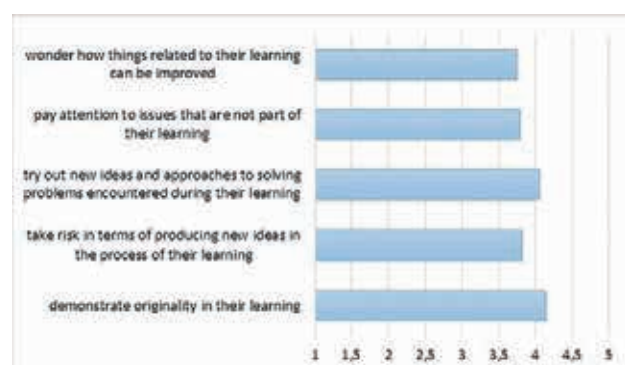 wonder how things related to their learning
can be improved
pay attention to issues that are not part of
their learning
try out new ideas and approaches to solving
problems encountered during their learning
take risk in terms of producing new ideas in
the process of their learning
demonstrate originality in their learning
1 1,5 2 2,5 3 3,5 4 4,5 5